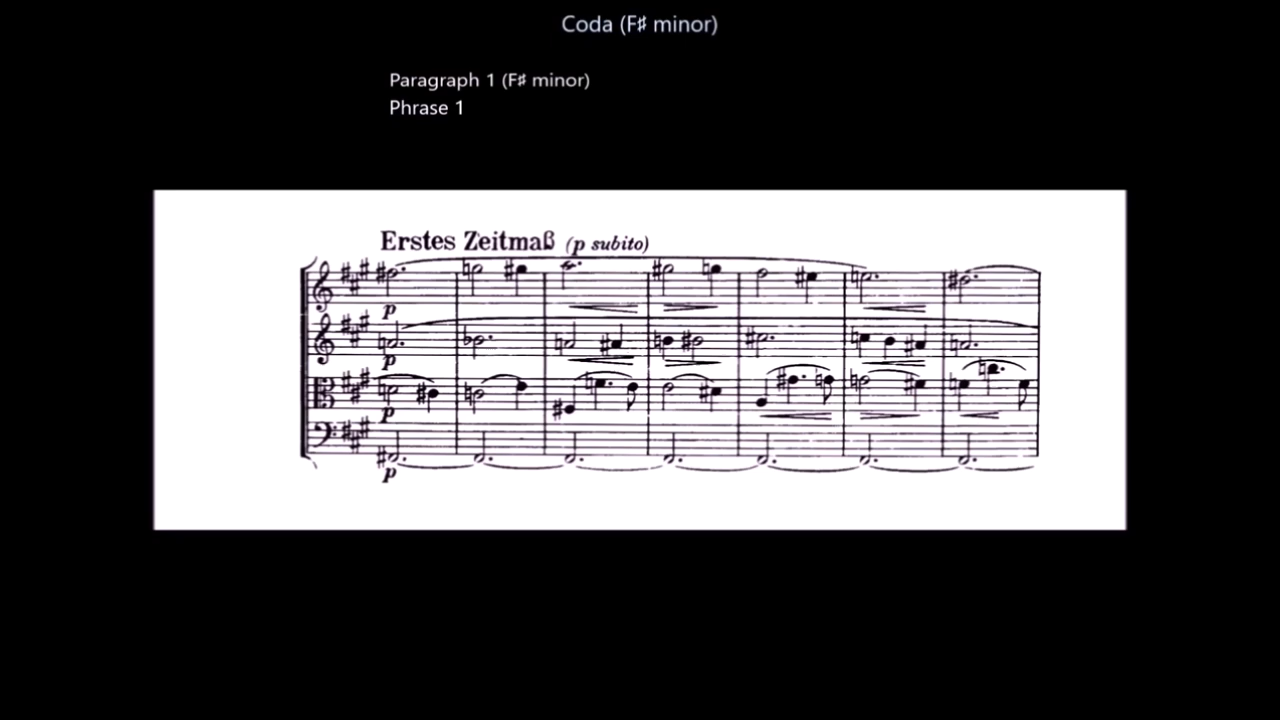 Coda (F♯ minor)
Paragraph 1 (F♯ minor)
Phrase 1
Erstes Zeitmaß (p subito)
p
p
p
p